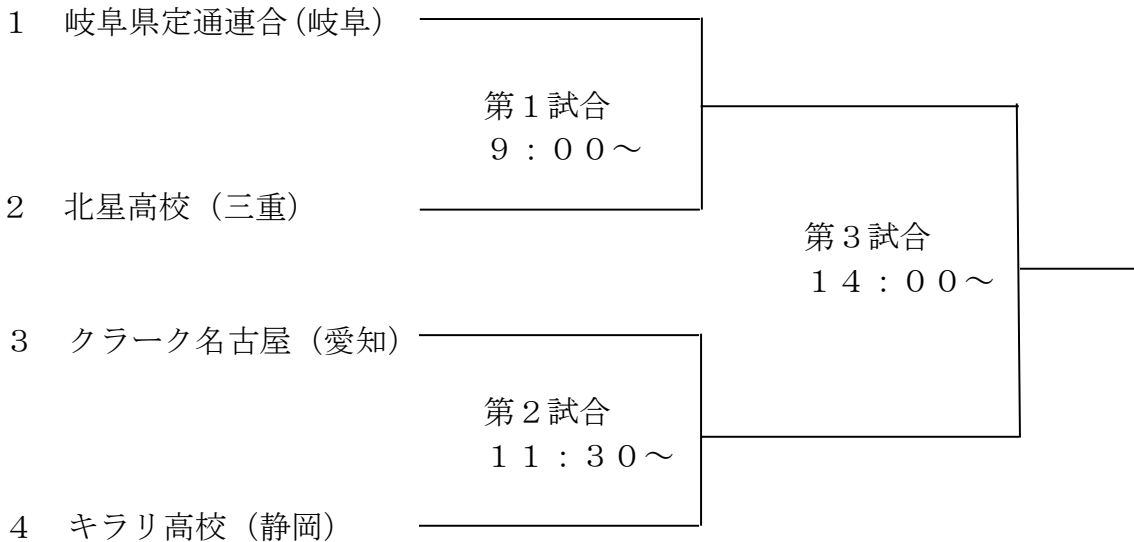 １　岐阜県定通連合（岐阜）
第１試合
９：００～
２　北星高校（三重）
第３試合
１４：００～
３　クラーク名古屋（愛知）
第２試合
１１：３０～
４　キラリ高校（静岡）